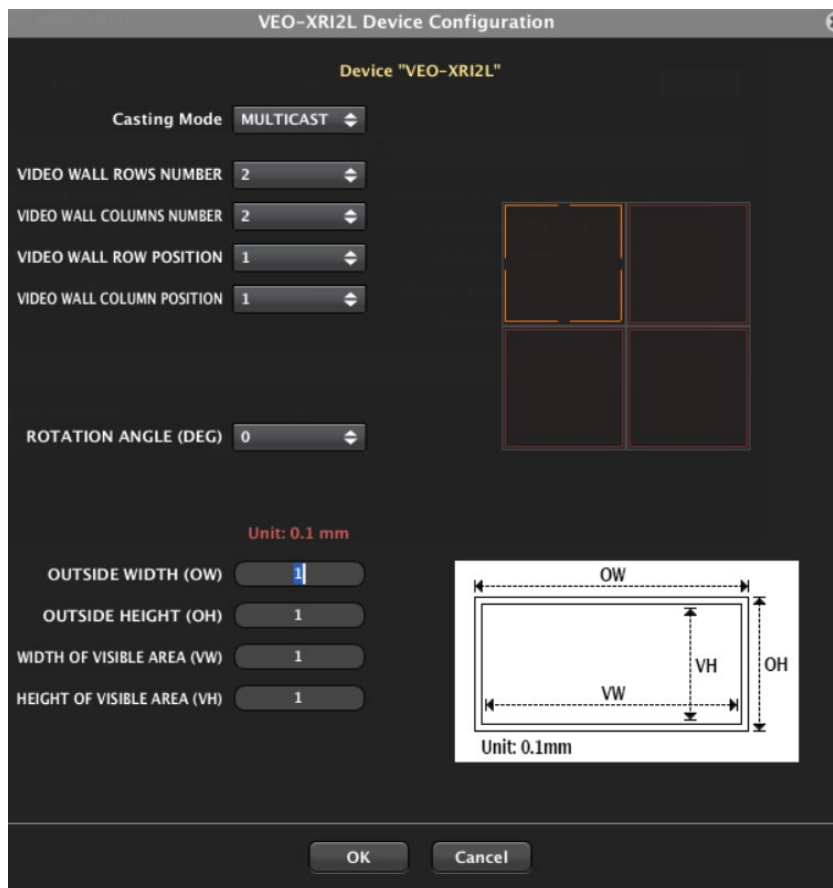 VEO-XRI2L Device Configuration
Device "VEO-XRI2L"
Casting Mode MULTICAST
VIDEO WALL ROWS NUMBER 2
VIDEO WALL COLUMNS NUMBER 2
VIDEO WALL ROW POSITION 1
VIDEO WALL COLUMN POSITION 1
ROTATION ANGLE (DEG) 0
Unit: 0.1 mm
OUTSIDE WIDTH (OW) 1
OUTSIDE HEIGHT (OH) 1
WIDTH OF VISIBLE AREA (VW) 1
HEIGHT OF VISIBLE AREA (VH) 1
OW
VH
OH
VW
Unit: 0.1mm
OK
Cancel